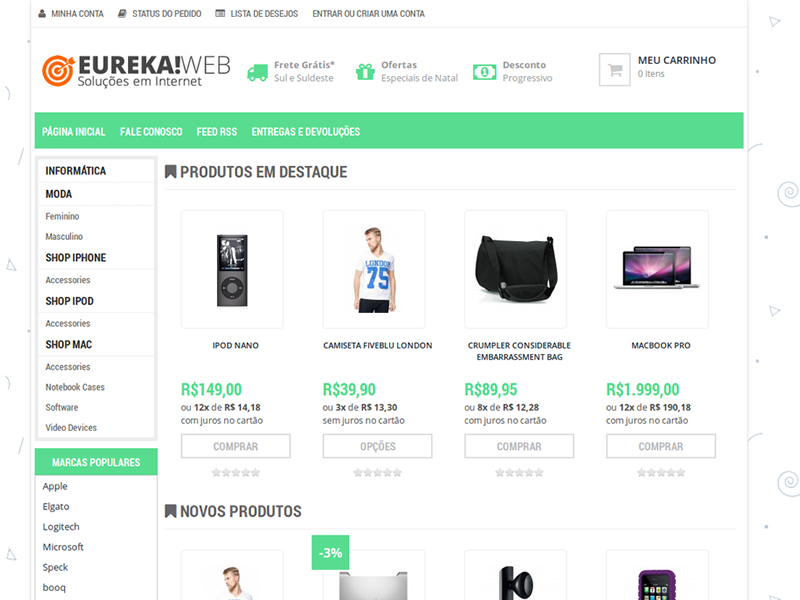 MINHA CONTA
STATUS DO PEDIDO
LISTA DE DESEJOS
ENTRAR OU CRIAR UMA CONTA
EUREKA!WEB
Soluções em Internet
Frete Grátis*
Sul e Suldeste
Ofertas
Especiais de Natal
Desconto
Progressivo
MEU CARRINHO
0 Itens
PÁGINA INICIAL
FALE CONOSCO
FEED RSS
ENTREGAS E DEVOLUÇÕES
INFORMÁTICA
MODA
Feminino
Masculino
SHOP IPHONE
Accessories
SHOP IPOD
Accessories
SHOP MAC
Accessories
Notebook Cases
Software
Video Devices
MARCAS POPULARES
Apple
Elgato
Logitech
Microsoft
Speck
booq
PRODUTOS EM DESTAQUE
LONDON
75
IPOD NANO
R$149,00
ou 12x de R$ 14,18
com juros no cartão
COMPRAR
CAMISETA FIVEBLU LONDON
R$39,90
ou 3x de R$ 13,30
sem juros no cartão
OPÇÕES
CRUMPLER CONSIDERABLE
EMBARRASSMENT BAG
R$89,95
ou 8x de R$ 12,28
com juros no cartão
COMPRAR
MACBOOK PRO
R$1.999,00
ou 12x de R$ 190,18
com juros no cartão
COMPRAR
NOVOS PRODUTOS
-3%